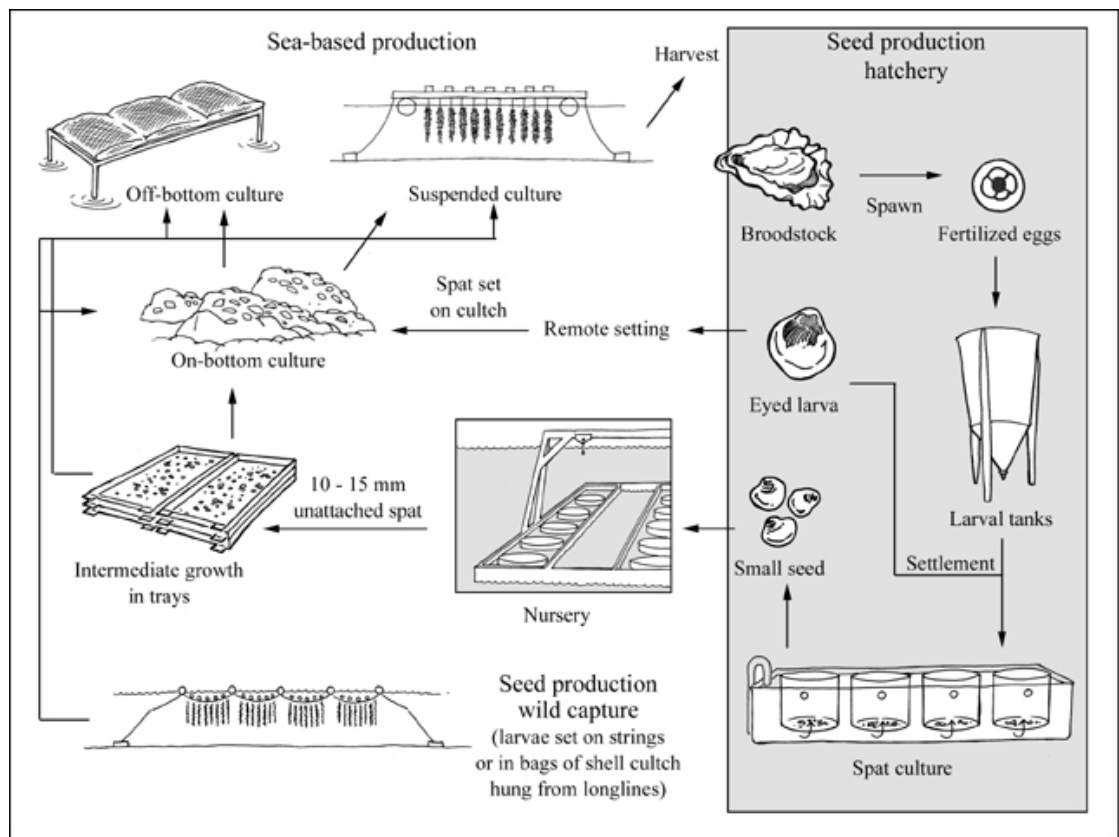 Sea-based production
Harvest
Off-bottom culture
Suspended culture
Spat set
on cultch
Remote setting
On-bottom culture
10 - 15 mm
unattached spat
Intermediate growth
in trays
Nursery
Seed production
wild capture
(larvae set on strings
or in bags of shell cultch
hung from longlines)
Seed production
hatchery
Broodstock
Spawn
Fertilized eggs
Eyed larva
Larval tanks
Small seed
Settlement
Spat culture